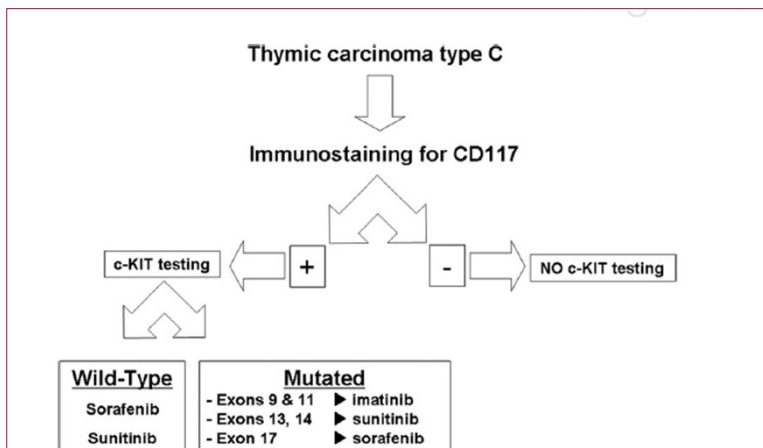 Thymic carcinoma type C
Immunostaining for CD117
c-KIT testing
+
-
NO c-KIT testing
Wild-Type
Sorafenib
Sunitinib
Mutated
- Exons 9 & 11 ▶ imatinib
- Exons 13, 14 ▶ sunitinib
- Exon 17 ▶ sorafenib